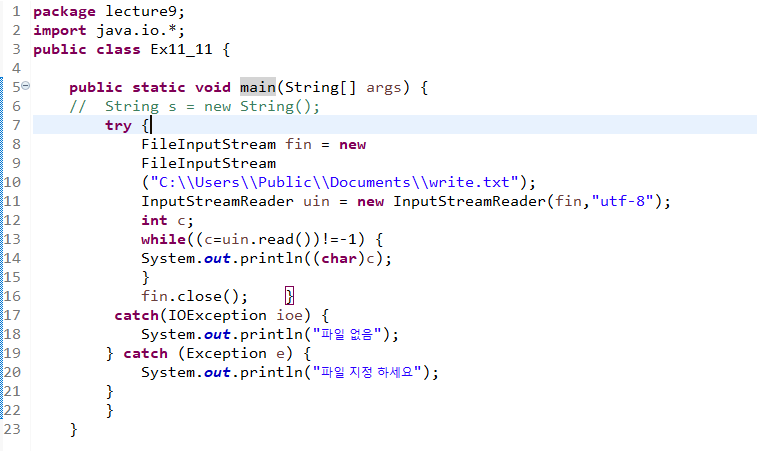 1 package lecture9;
2 import java.io.*;
3 public class Ex11_11 {
4
5 public static void main(String[] args) {
6 //  String s = new String();
7 try {
8 FileInputStream fin = new
9 FileInputStream
10 ("C:\\Users\\Public\\Documents\\write.txt");
11 InputStreamReader uin = new InputStreamReader(fin,"utf-8");
12 int c;
13 while((c=uin.read())!=-1) {
14 System.out.println((char)c);
15 }
16 fin.close();    }
17 catch(IOException ioe) {
18 System.out.println("파일 없음");
19 } catch (Exception e) {
20 System.out.println("파일 지정 하세요");
21 }
22 }
23 }